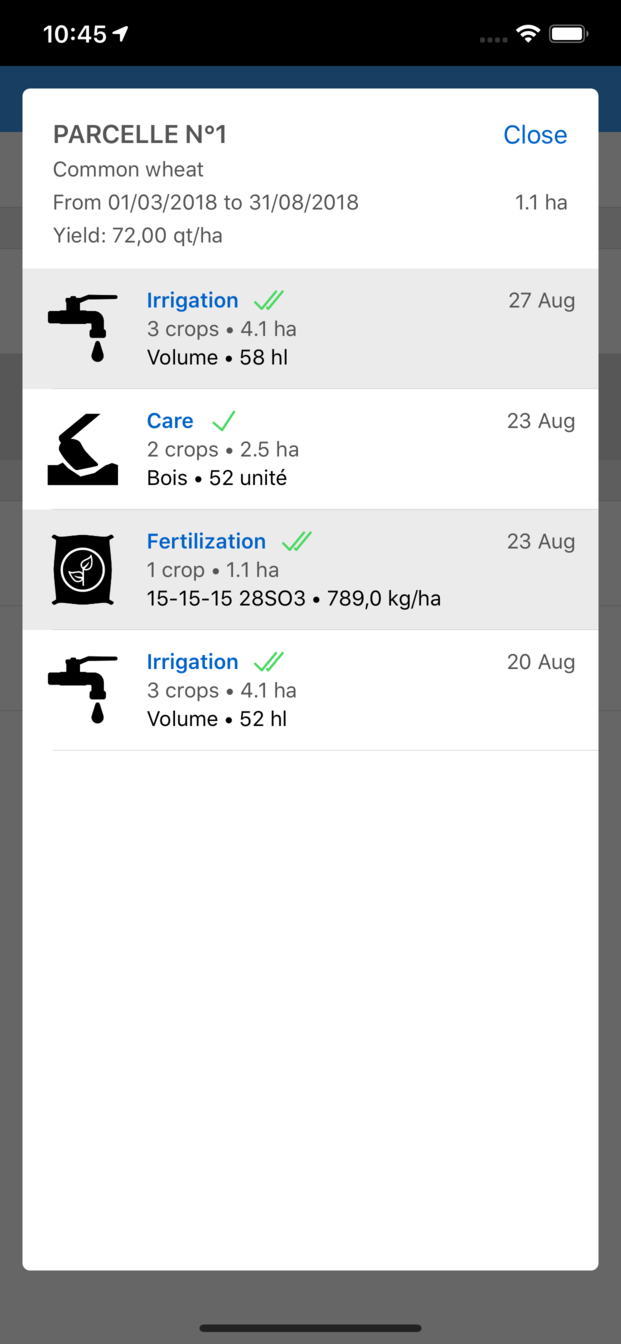 10:45
PARCELLE N°1
Close
Common wheat
From 01/03/2018 to 31/08/2018
1.1 ha
Yield: 72,00 qt/ha
Irrigation
27 Aug
3 crops • 4.1 ha
Volume • 58 hl
Care
23 Aug
2 crops • 2.5 ha
Bois • 52 unité
Fertilization
23 Aug
1 crop • 1.1 ha
15-15-15 28SO3 • 789,0 kg/ha
Irrigation
20 Aug
3 crops • 4.1 ha
Volume • 52 hl